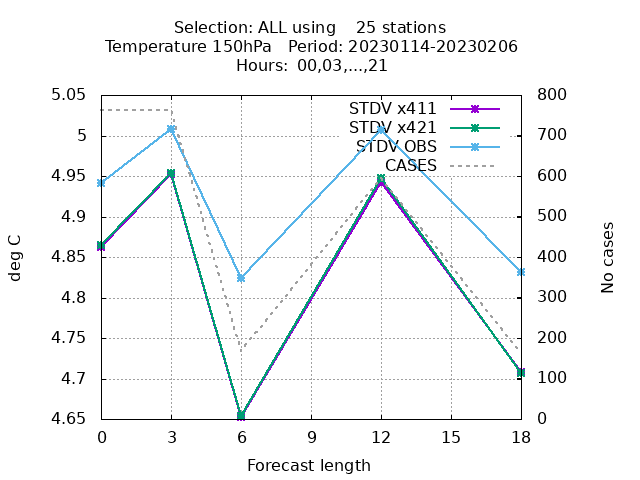 Selection: ALL using    25 stations
Temperature 150hPa   Period: 20230114-20230206
Hours:  00,03,...,21
5.05
5
4.95
4.9
4.85
4.8
4.75
4.7
4.65
deg C
STDV x411
STDV x421
STDV OBS
CASES
800
700
600
500
400
300
200
100
0
No cases
0 3 6 9 12 15 18
Forecast length